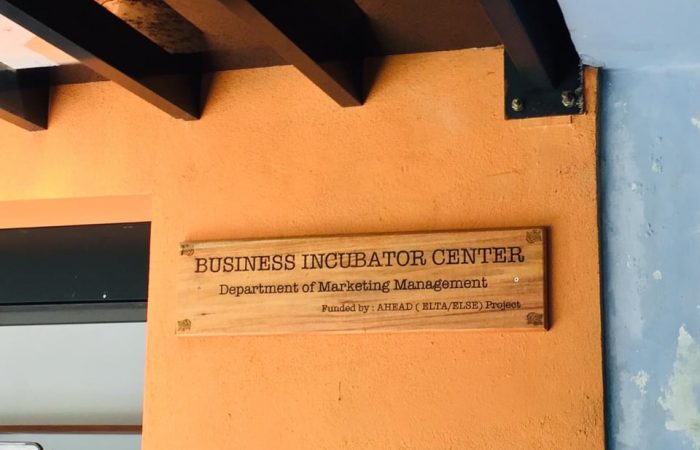 BUSINESS INCUBATOR CENTER
Department of Marketing Management
Funded by : AHEAD ( ELTA/ELSE) Project